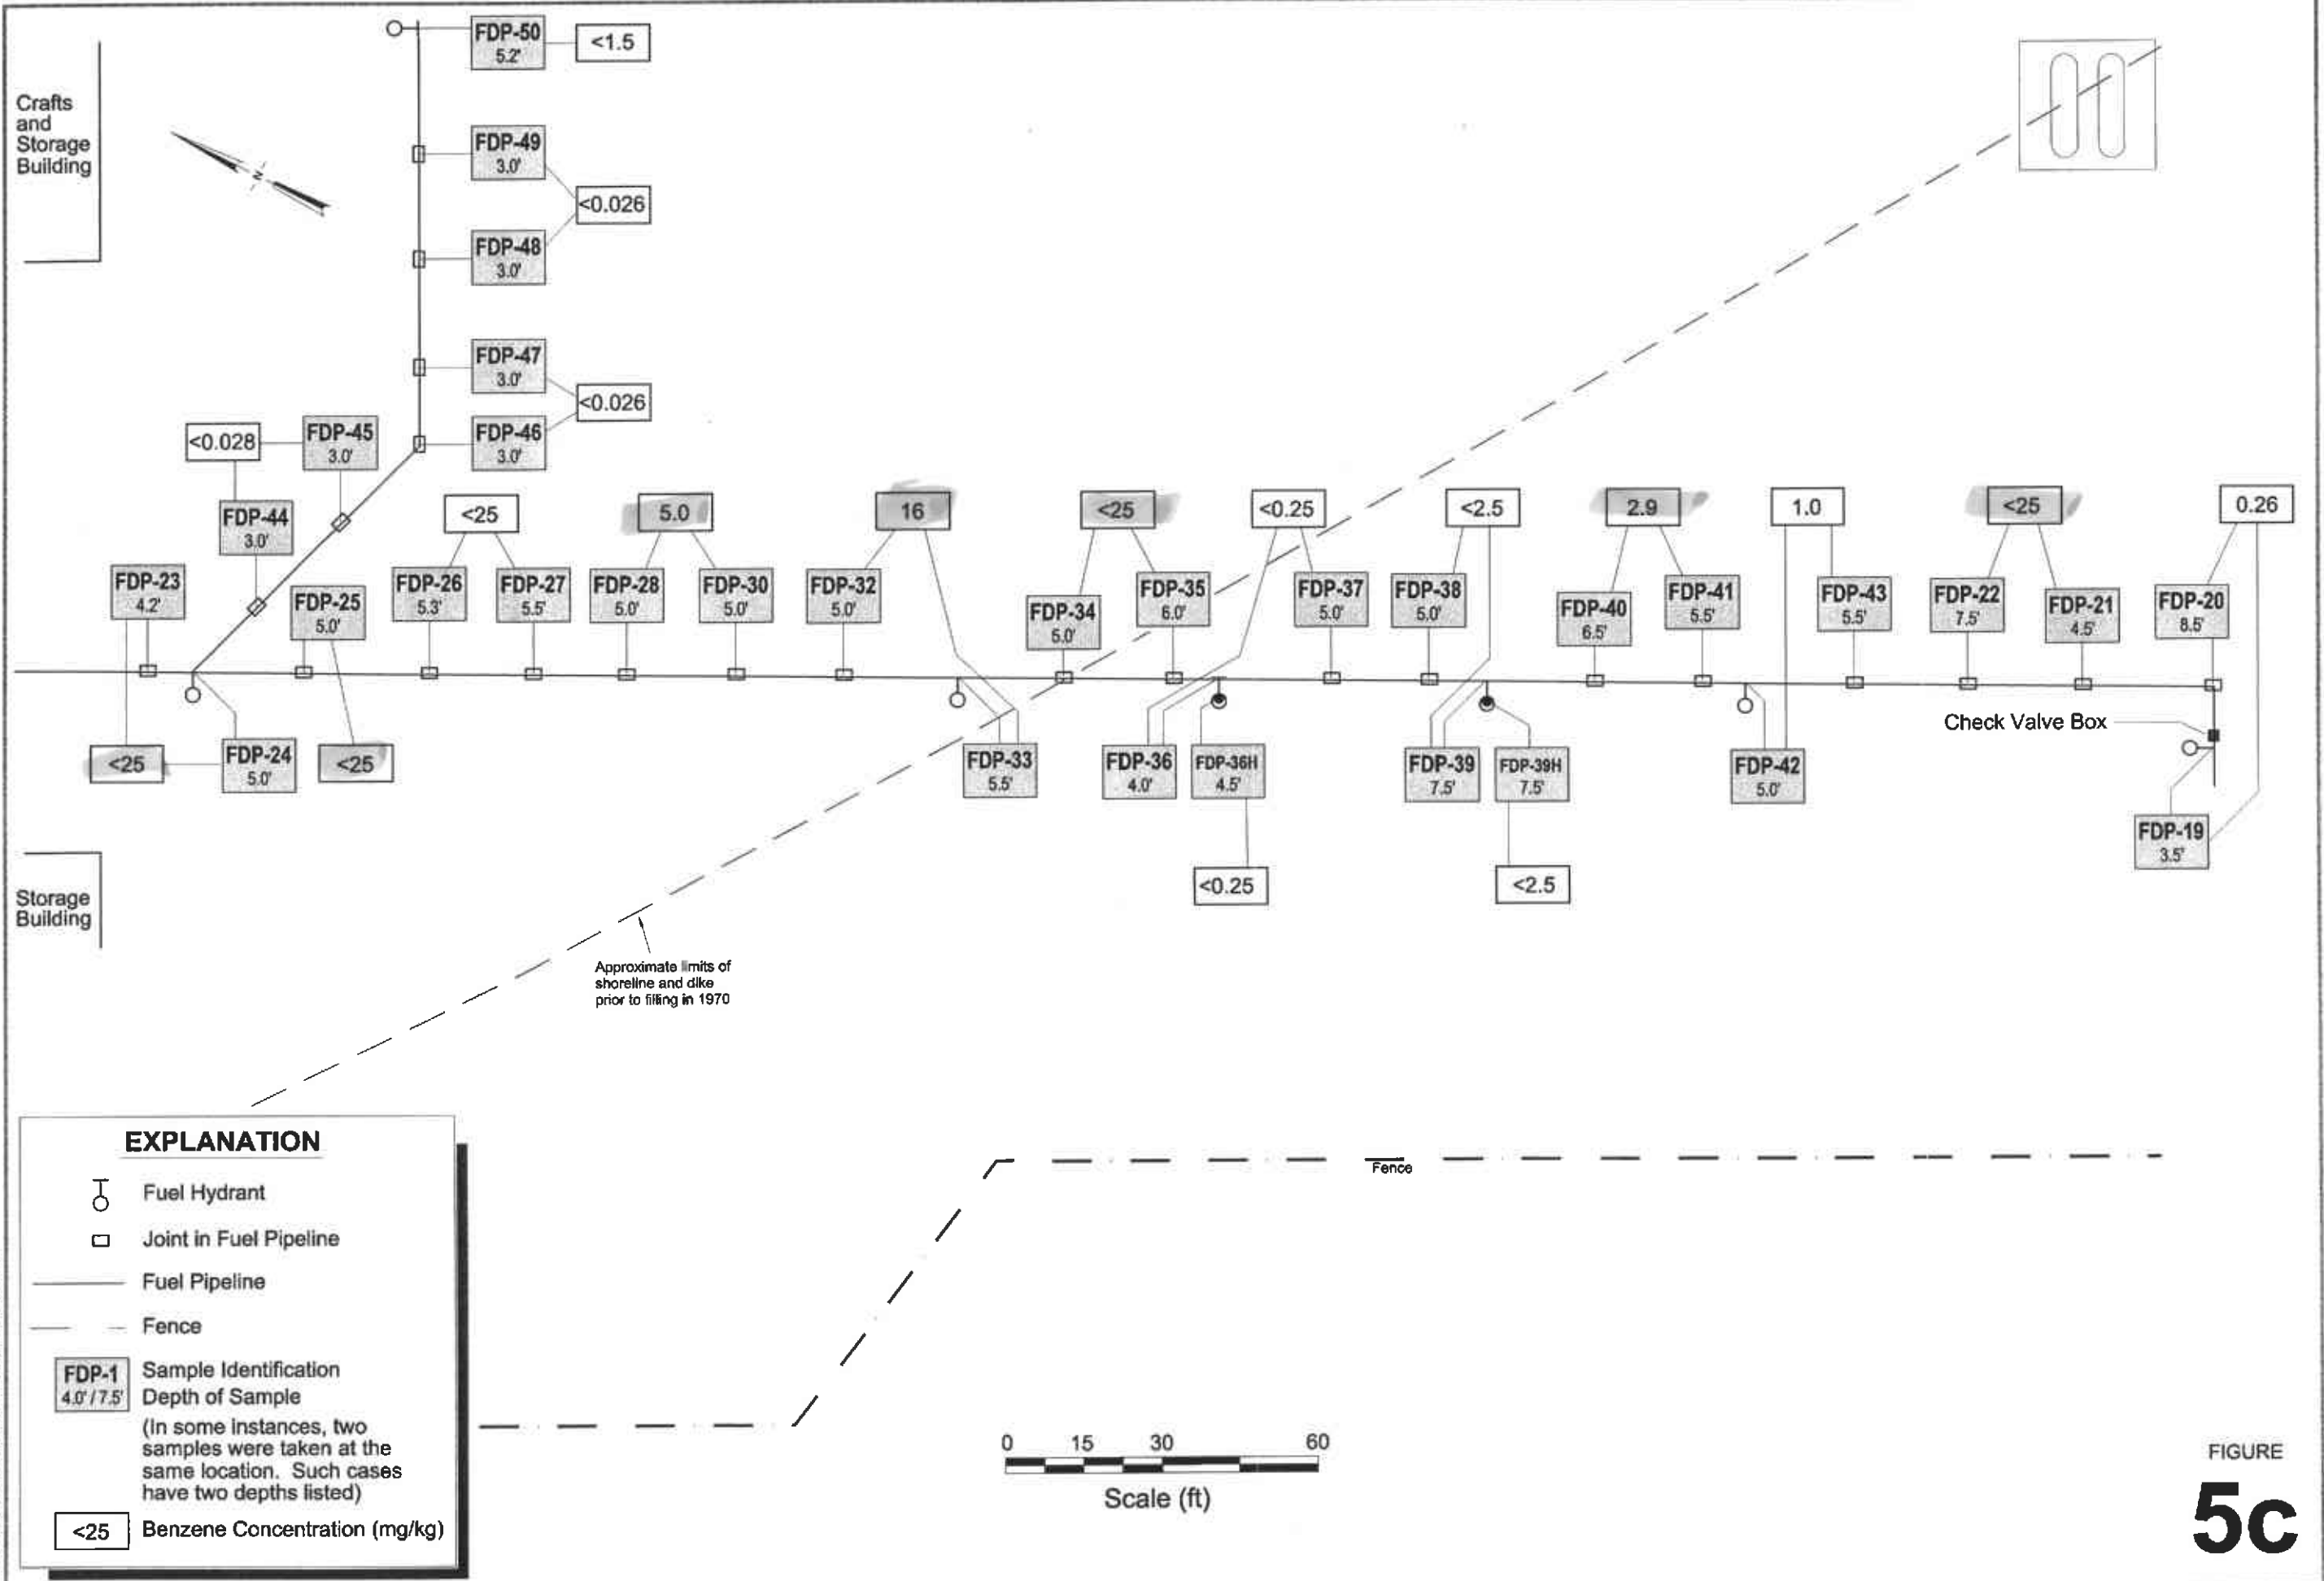 FDP-50
5.2'
<1.5
Crafts
and
Storage
Building
N
FDP-49
3.0'
<0.026
FDP-48
3.0'
FDP-47
3.0'
<0.026
FDP-46
3.0'
<0.028
FDP-45
3.0'
FDP-44
3.0'
<25
5.0
16
<25
<0.25
<2.5
2.9
1.0
<25
0.26
FDP-23
4.2'
FDP-25
5.0'
FDP-26
5.3'
FDP-27
5.5'
FDP-28
5.0'
FDP-30
5.0'
FDP-32
5.0'
FDP-34
5.0'
FDP-35
6.0'
FDP-37
5.0'
FDP-38
5.0'
FDP-40
6.5'
FDP-41
5.5'
FDP-43
5.5'
FDP-22
7.5'
FDP-21
4.5'
FDP-20
8.5'
Check Valve Box
<25
FDP-24
5.0'
<25
FDP-33
5.5'
FDP-36
4.0'
FDP-36H
4.5'
FDP-39
7.5'
FDP-39H
7.5'
FDP-42
5.0'
FDP-19
3.5'
<0.25
<2.5
Storage
Building
Approximate limits of
shoreline and dike
prior to filling in 1970
Fence
EXPLANATION
Fuel Hydrant
Joint in Fuel Pipeline
Fuel Pipeline
Fence
FDP-1
4.0' / 7.5'
Sample Identification
Depth of Sample
(In some instances, two
samples were taken at the
same location. Such cases
have two depths listed)
<25
Benzene Concentration (mg/kg)
0 15 30 60
Scale (ft)
FIGURE
5c